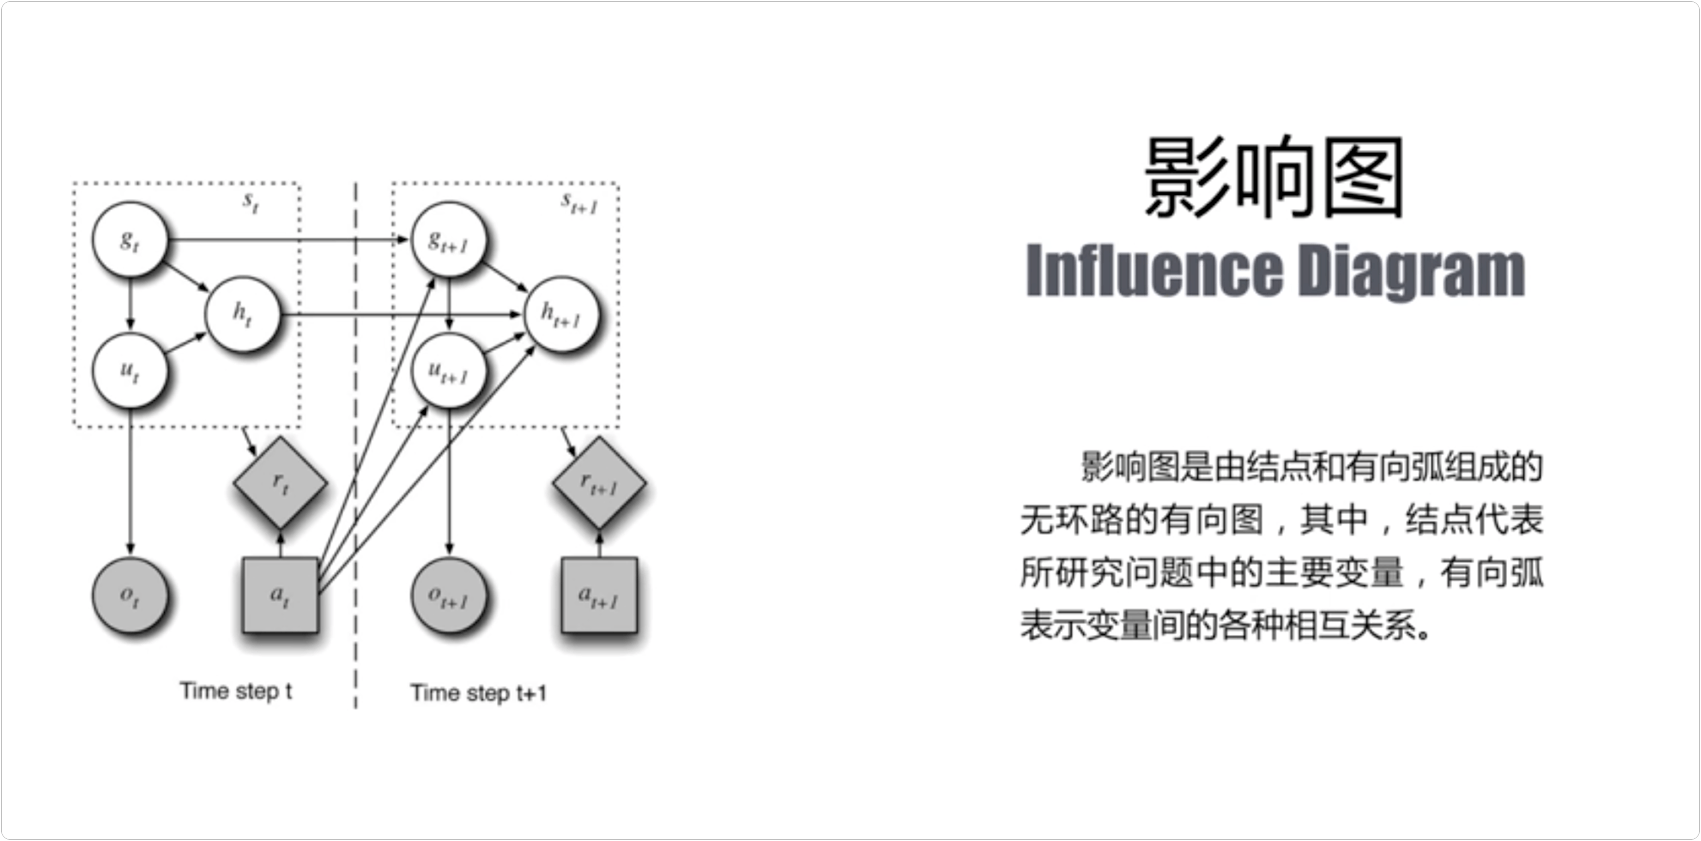 s_t
s_{t+1}
g_t
g_{t+1}
h_t
h_{t+1}
u_t
u_{t+1}
r_t
r_{t+1}
o_t
a_t
o_{t+1}
a_{t+1}
Time step t
Time step t+1
影响图
Influence Diagram
影响图是由结点和有向弧组成的
无环路的有向图，其中，结点代表
所研究问题中的主要变量，有向弧
表示变量间的各种相互关系。